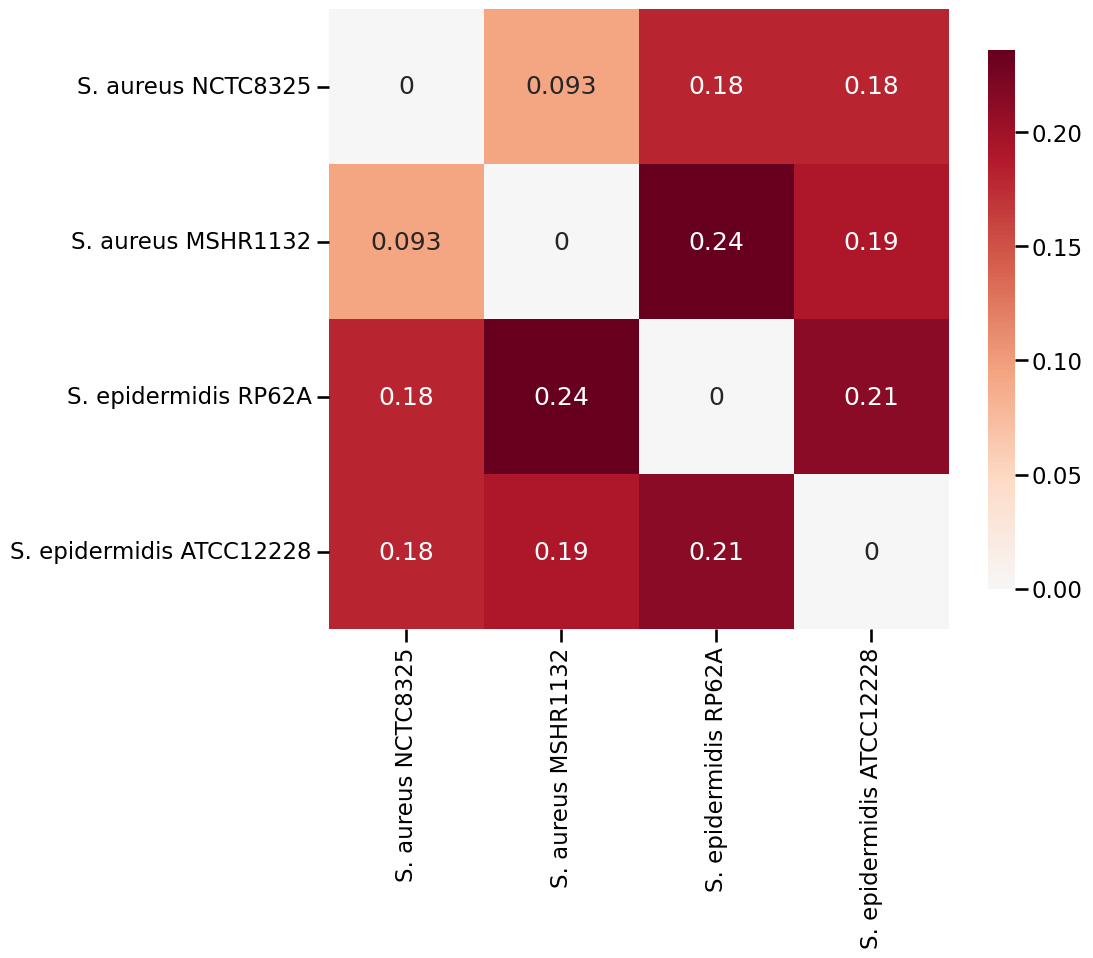 S. aureus NCTC8325 0 0.093 0.18 0.18
S. aureus MSHR1132 0.093 0 0.24 0.19
S. epidermidis RP62A 0.18 0.24 0 0.21
S. epidermidis ATCC12228 0.18 0.19 0.21 0
S. aureus NCTC8325
S. aureus MSHR1132
S. epidermidis RP62A
S. epidermidis ATCC12228
0.20
0.15
0.10
0.05
0.00